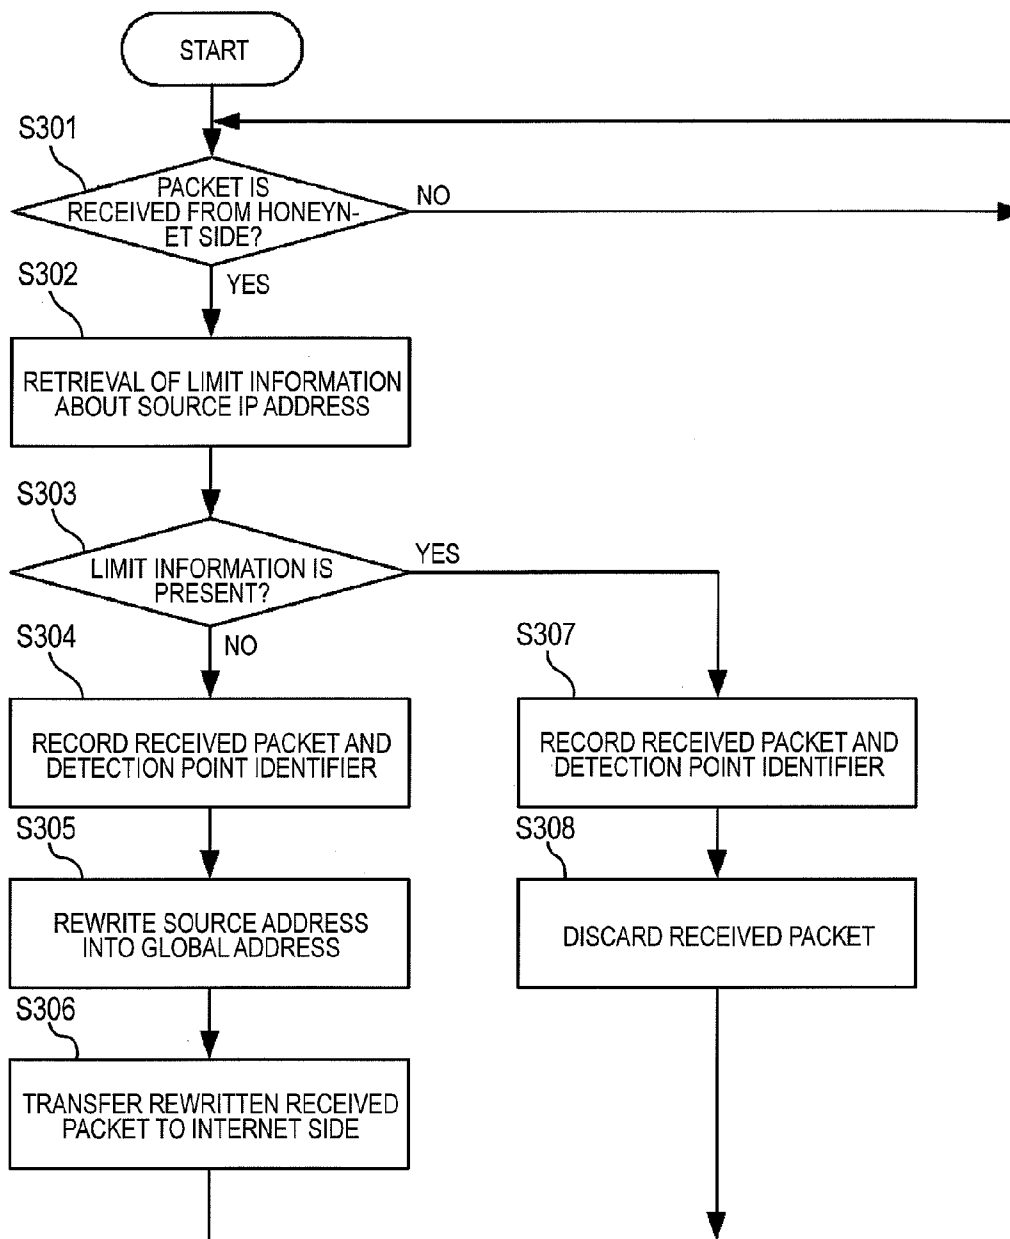 START
S301
PACKET IS
RECEIVED FROM HONEYN-
ET SIDE?
NO
YES
S302
RETRIEVAL OF LIMIT INFORMATION
ABOUT SOURCE IP ADDRESS
S303
LIMIT INFORMATION IS
PRESENT?
YES
NO
S304
RECORD RECEIVED PACKET AND
DETECTION POINT IDENTIFIER
S307
RECORD RECEIVED PACKET AND
DETECTION POINT IDENTIFIER
S305
REWRITE SOURCE ADDRESS
INTO GLOBAL ADDRESS
S308
DISCARD RECEIVED PACKET
S306
TRANSFER REWRITTEN RECEIVED
PACKET TO INTERNET SIDE